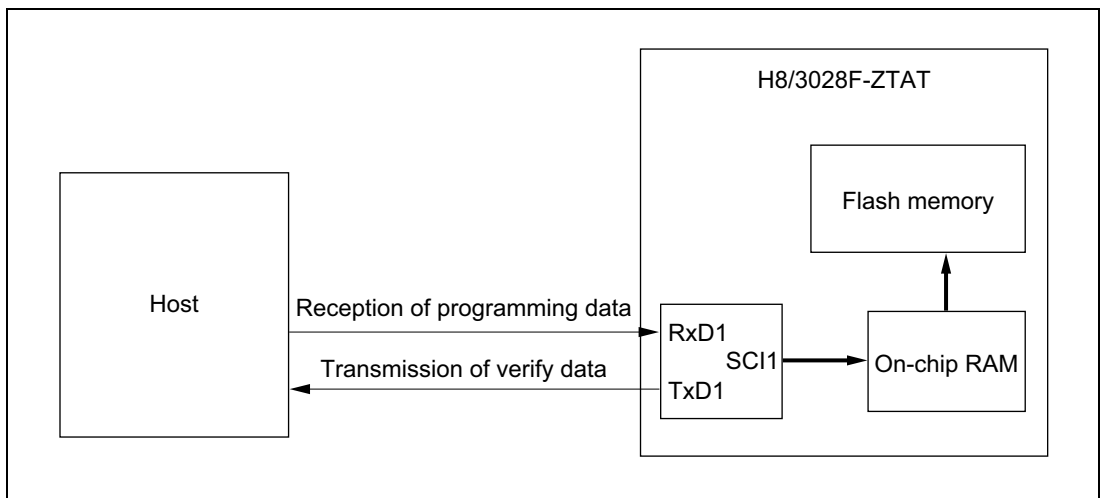 H8/3028F-ZTAT
Flash memory
Host
Reception of programming data
RxD1
SCI1
On-chip RAM
Transmission of verify data
TxD1